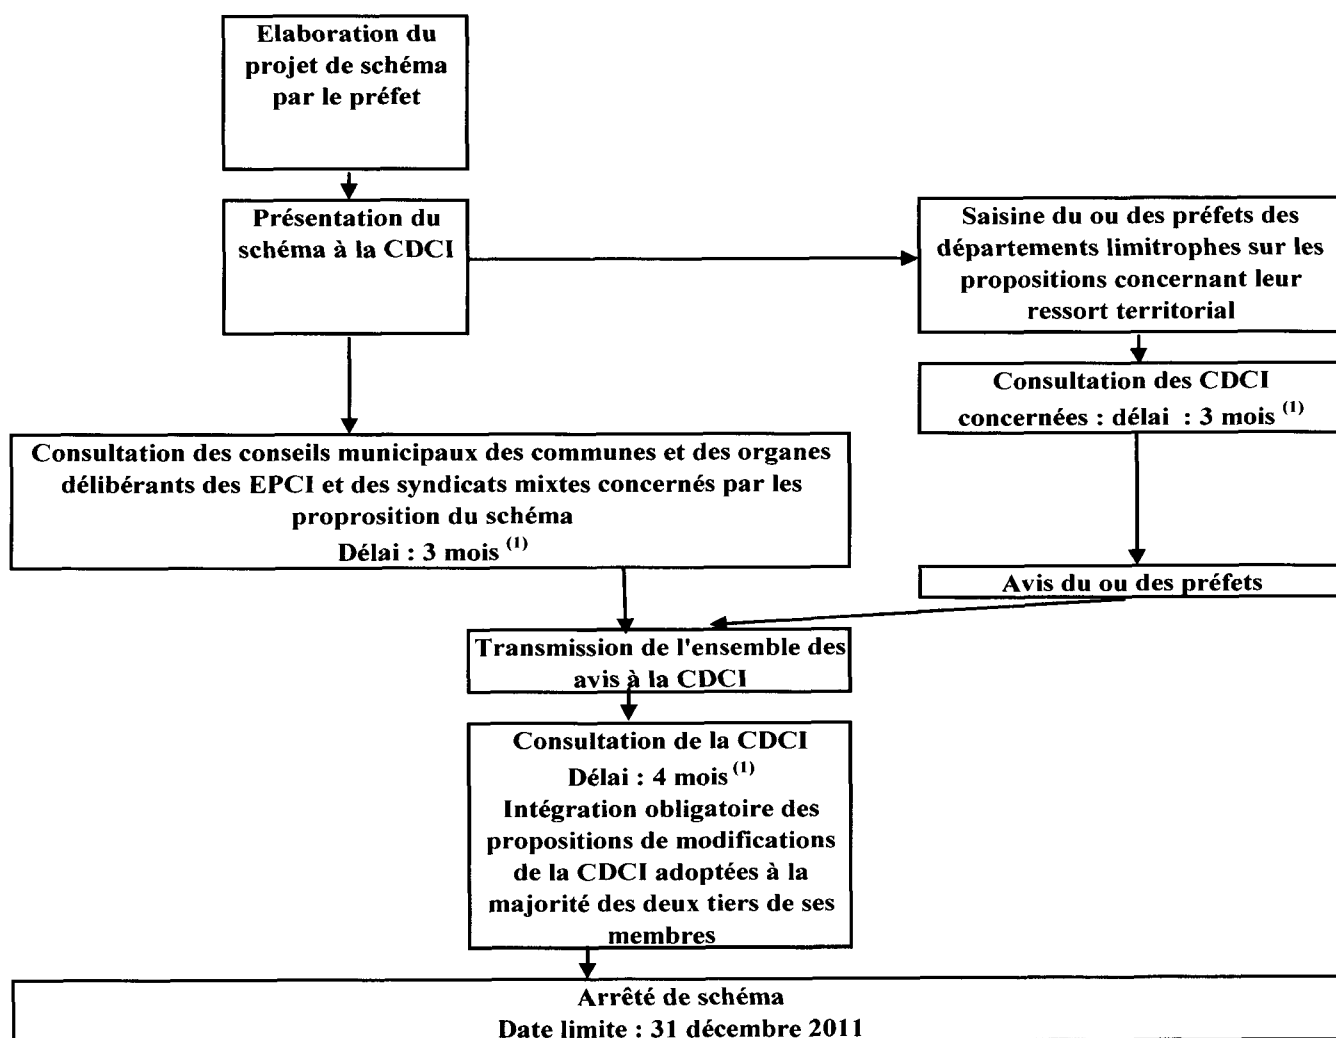 Elaboration du
projet de schéma
par le préfet
Présentation du
schéma à la CDCI
Saisine du ou des préfets des
départements limitrophes sur les
propositions concernant leur
ressort territorial
Consultation des CDCI
concernées : délai : 3 mois (1)
Consultation des conseils municipaux des communes et des organes
délibérants des EPCI et des syndicats mixtes concernés par les
proprosition du schéma
Délai : 3 mois (1)
Avis du ou des préfets
Transmission de l'ensemble des
avis à la CDCI
Consultation de la CDCI
Délai : 4 mois (1)
Intégration obligatoire des
propositions de modifications
de la CDCI adoptées à la
majorité des deux tiers de ses
membres
Arrêté de schéma
Date limite : 31 décembre 2011